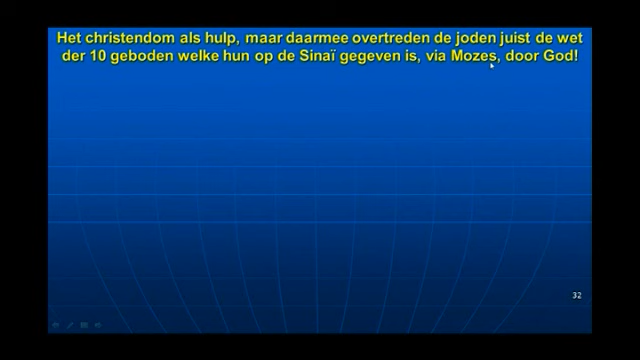 Het christendom als hulp, maar daarmee overtreden de joden juist de wet
der 10 geboden welke hun op de Sinaï gegeven is, via Mozes, door God!
32